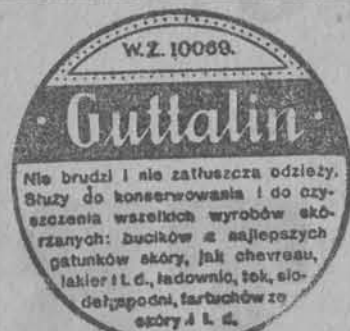 W.Z. 10069.
Guttalin
Nie brudzi i nie zatłuszcza odzieży.
Służy do konserwowania i do czy-
szczenia wszelkich wyrobów skó-
rzanych: bucików z najlepszych
gatunków skóry, jak chevreau,
lakier i t. d., ładownic, tek, sio-
deł, spodni, fartuchów ze
skóry i t. d.